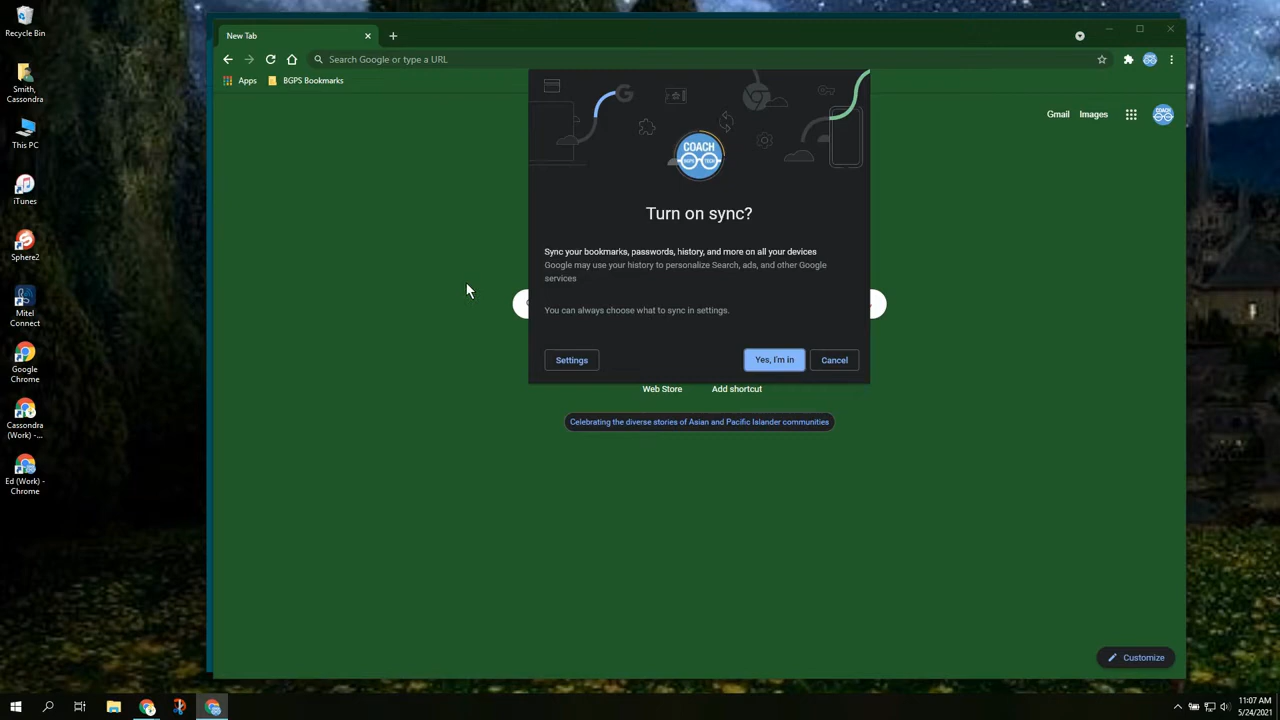 Recycle Bin
Smith,
Cassondra
This PC
iTunes
Sphere2
Mitel
Connect
Google
Chrome
Cassondra
(Work) -...
Ed (Work) -
Chrome
New Tab
Search Google or type a URL
Apps
BGPS Bookmarks
Gmail
Images
COACH
BGPS TECH
Turn on sync?
Sync your bookmarks, passwords, history, and more on all your devices
Google may use your history to personalize Search, ads, and other Google
services
You can always choose what to sync in settings.
Settings
Yes, I'm in
Cancel
Web Store
Add shortcut
Celebrating the diverse stories of Asian and Pacific Islander communities
Customize
11:07 AM
5/24/2021